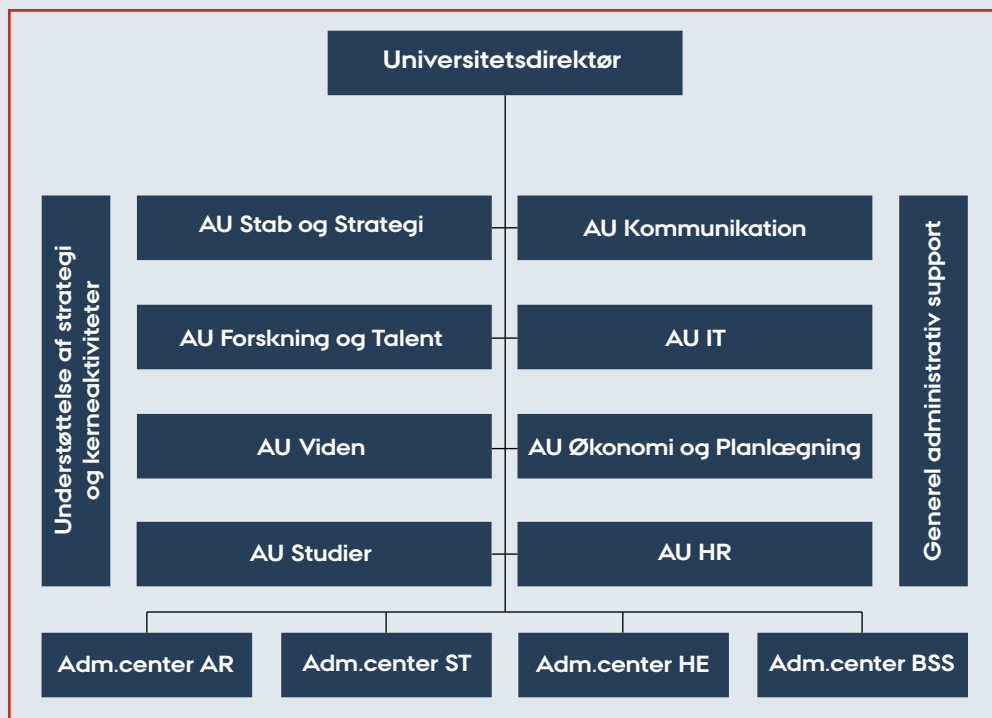 Universitetsdirektør
Understøttelse af strategi
og kerneaktiviteter
AU Stab og Strategi
AU Kommunikation
AU Forskning og Talent
AU IT
AU Viden
AU Økonomi og Planlægning
AU Studier
AU HR
Generel administrativ support
Adm.center AR
Adm.center ST
Adm.center HE
Adm.center BSS